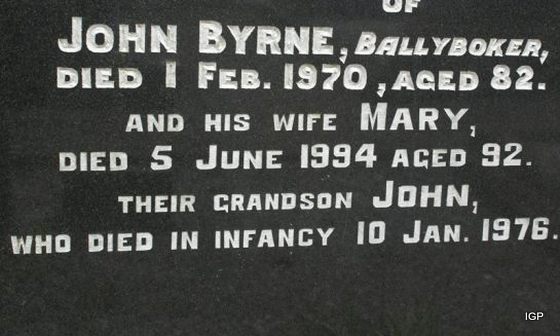 OF
JOHN BYRNE, BALLYBOKER,
DIED 1 FEB. 1970, AGED 82.
AND HIS WIFE MARY,
DIED 5 JUNE 1994 AGED 92.
THEIR GRANDSON JOHN,
WHO DIED IN INFANCY 10 JAN. 1976.
IGP